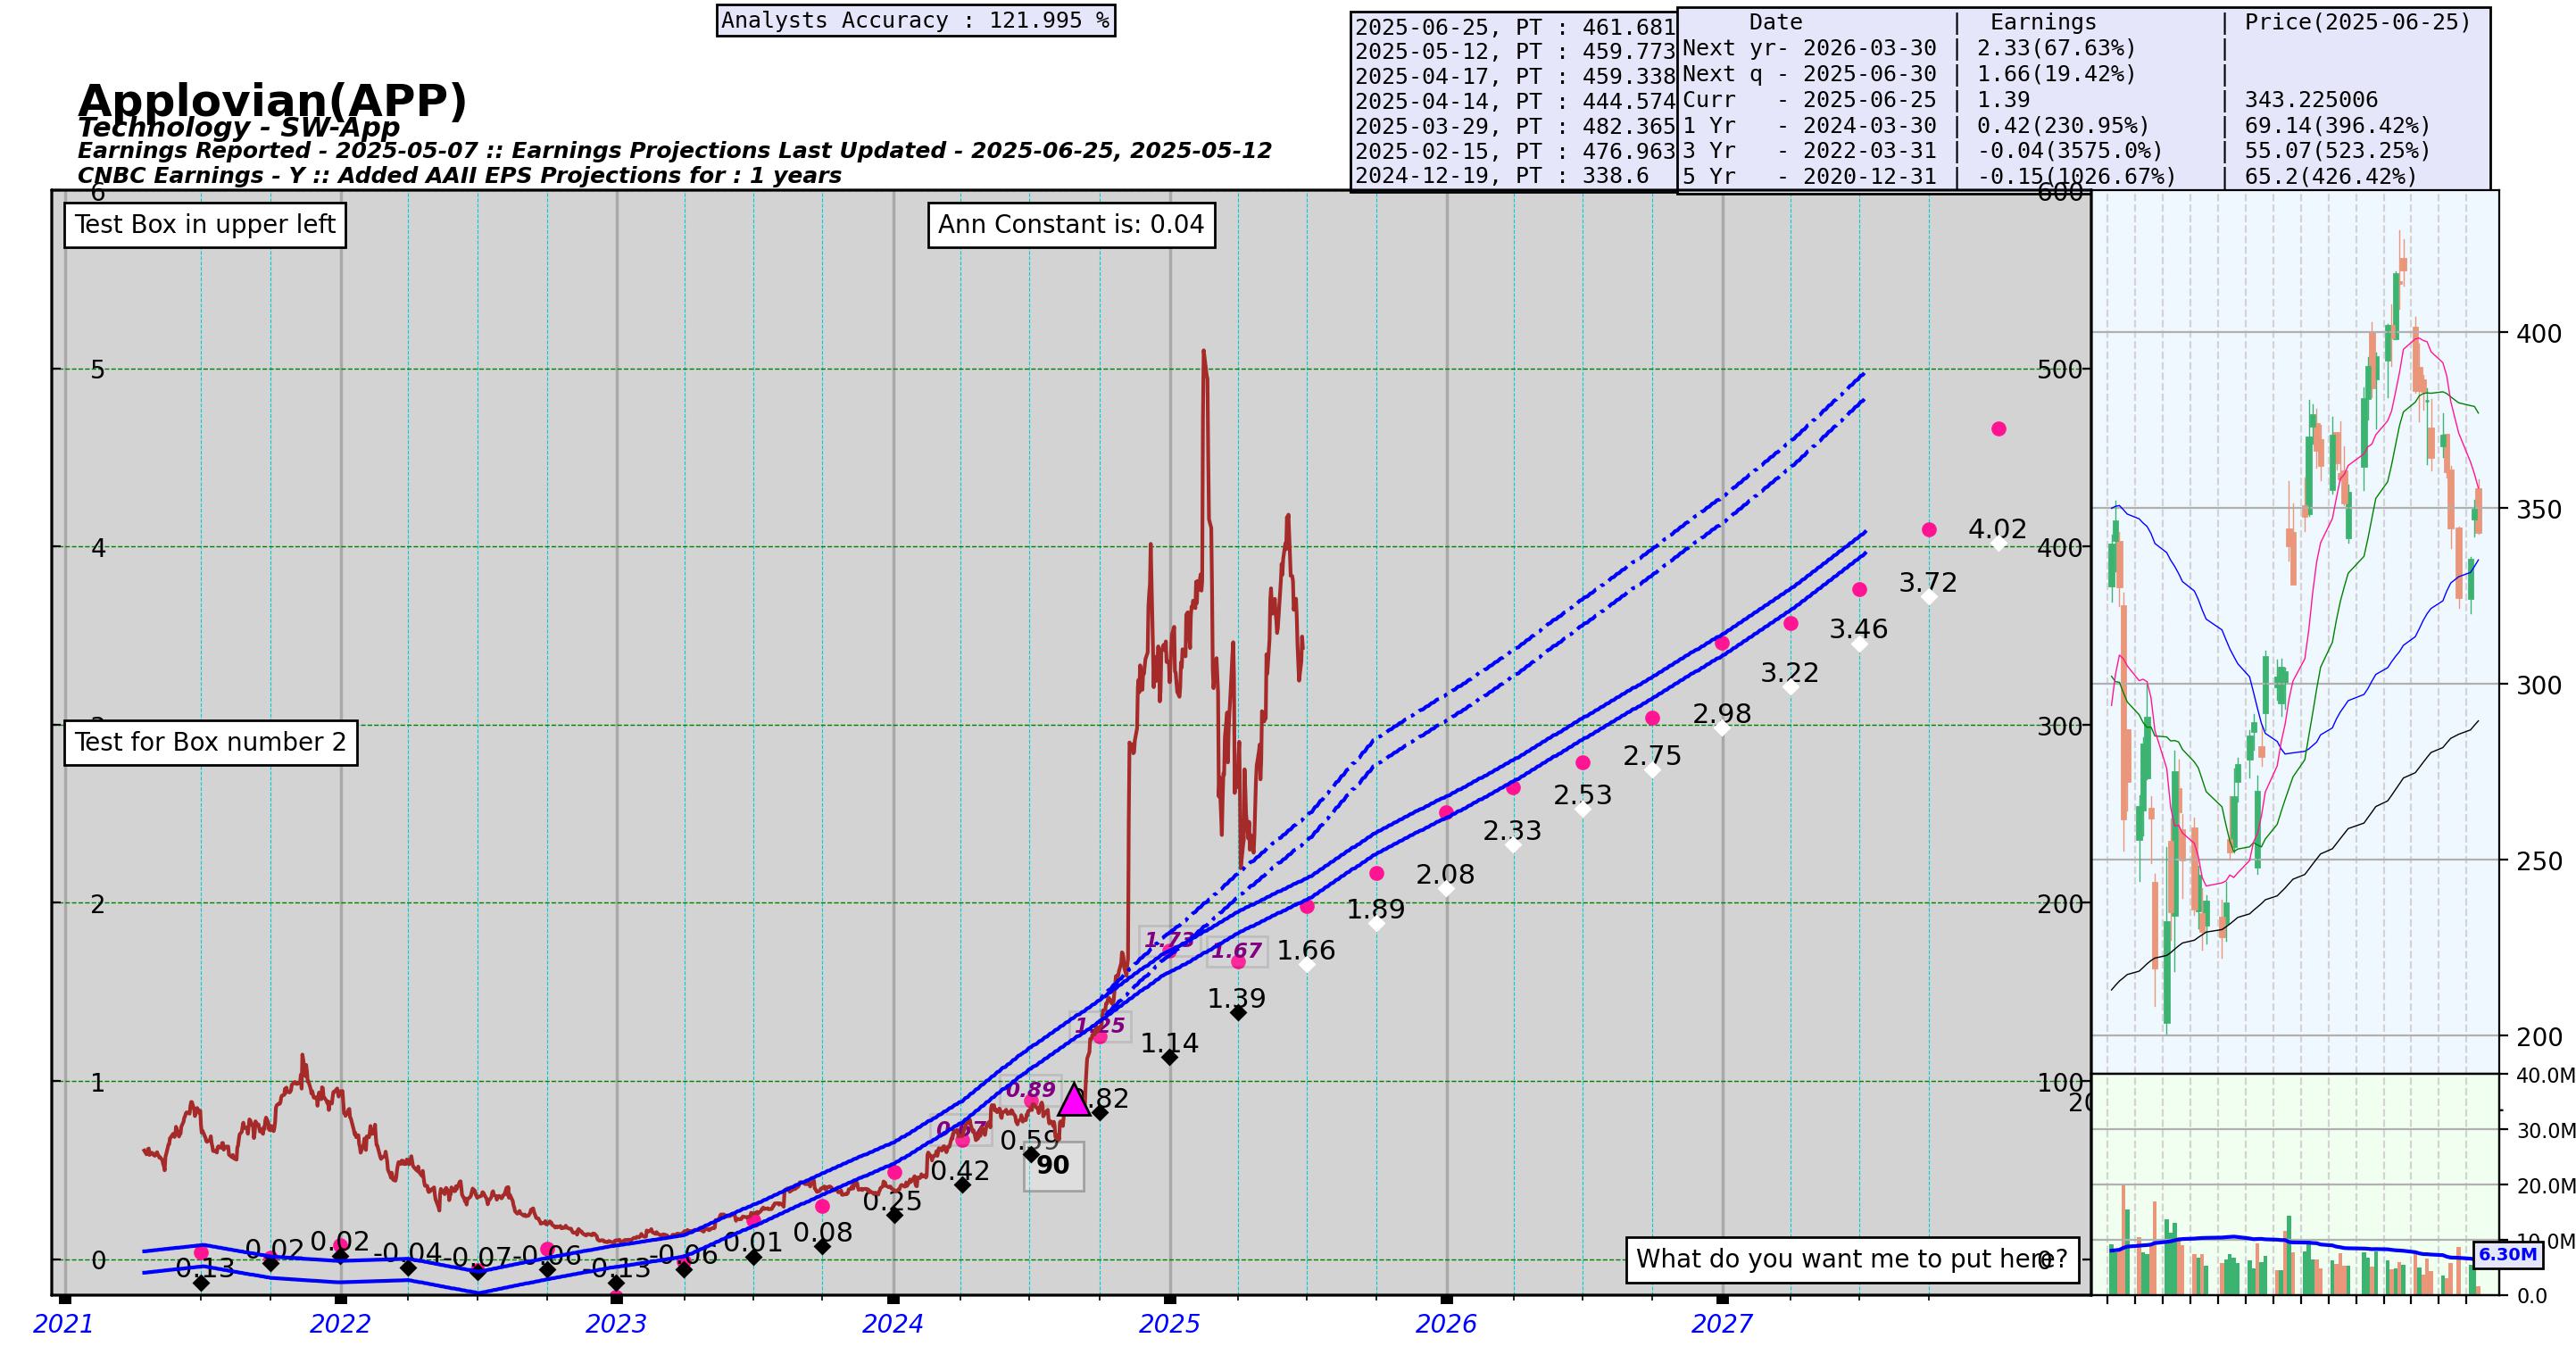 Analysts Accuracy : 121.995 %
2025-06-25, PT : 461.681
2025-05-12, PT : 459.773
2025-04-17, PT : 459.338
2025-04-14, PT : 444.574
2025-03-29, PT : 482.365
2025-02-15, PT : 476.963
2024-12-19, PT : 338.6
Date | Earnings | Price(2025-06-25)
Next yr- 2026-03-30 | 2.33(67.63%) |
Next q - 2025-06-30 | 1.66(19.42%) |
Curr - 2025-06-25 | 1.39 | 343.225006
1 Yr - 2024-03-30 | 0.42(230.95%) | 69.14(396.42%)
3 Yr - 2022-03-31 | -0.04(3575.0%) | 55.07(523.25%)
5 Yr - 2020-12-31 | -0.15(1026.67%) | 65.2(426.42%)
Applovian(APP)
Technology - SW-App
Earnings Reported - 2025-05-07 :: Earnings Projections Last Updated - 2025-06-25, 2025-05-12
CNBC Earnings - Y :: Added AAII EPS Projections for : 1 years
6
600
Test Box in upper left
Ann Constant is: 0.04
5
500
4
400
300
2
200
1
100
0
0
Test for Box number 2
4.02
3.72
3.46
3.22
2.98
2.75
2.53
2.33
2.08
1.89
1.66
1.73
1.67
1.39
1.25
1.14
0.89
0.82
0.67
0.59
90
0.42
0.25
0.08
0.01
-0.06
-0.13
-0.06
-0.07
-0.04
0.02
0.02
0.13
What do you want me to put here?
2021 2022 2023 2024 2025 2026 2027
400
350
300
250
200
20
40.0M
30.0M
20.0M
10.0M
6.30M
0.0